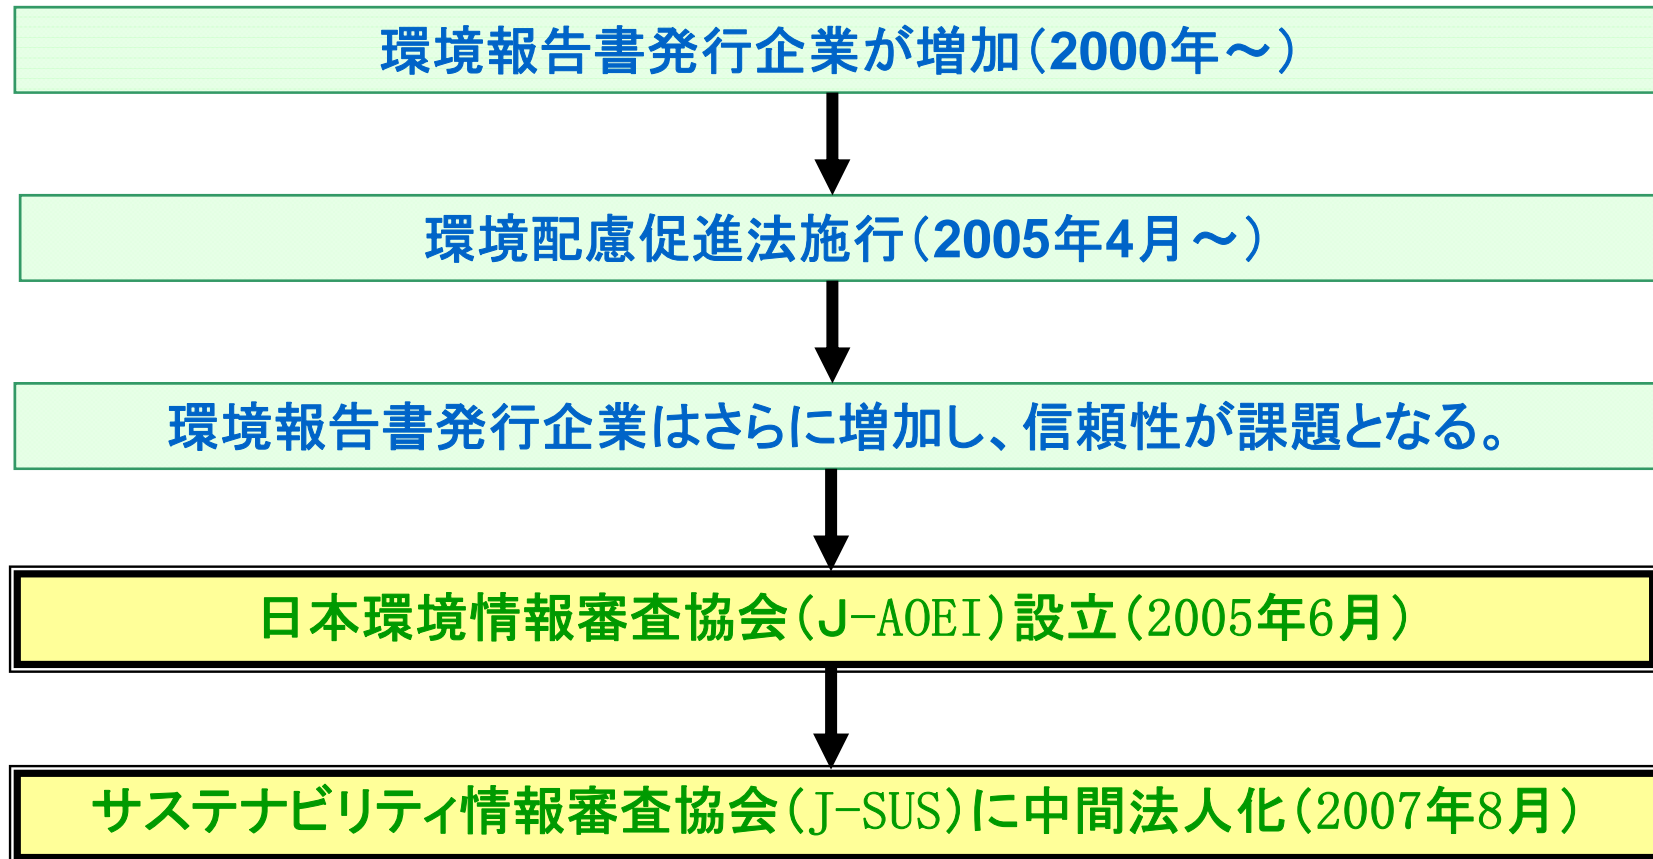 環境報告書発行企業が増加(2000年～)
環境配慮促進法施行(2005年4月～)
環境報告書発行企業はさらに増加し、信頼性が課題となる。
日本環境情報審査協会(J-AOEI)設立(2005年6月)
サステナビリティ情報審査協会(J-SUS)に中間法人化(2007年8月)